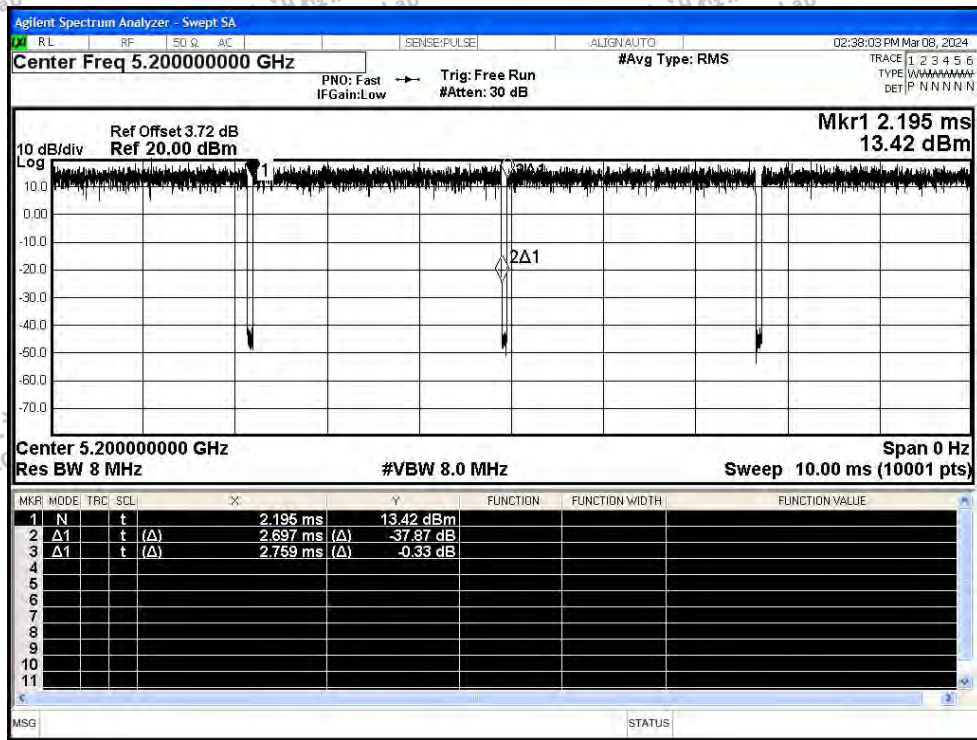 Agilent Spectrum Analyzer - Swept SA
RL RF 50 Ω AC SENSE:PULSE ALIGN AUTO 02:38:03 PM Mar 08, 2024
Center Freq 5.200000000 GHz #Avg Type: RMS TRACE 1 2 3 4 5 6
PNO: Fast Trig: Free Run TYPE WWWWWW
IFGain:Low #Atten: 30 dB DET P N N N N N
Mkr1 2.195 ms
Ref Offset 3.72 dB
10 dB/div Ref 20.00 dBm 13.42 dBm
Log
1 3Δ1
10.0
0.00
-10.0
2Δ1
-20.0
-30.0
-40.0
-50.0
-60.0
-70.0
Center 5.200000000 GHz Span 0 Hz
Res BW 8 MHz #VBW 8.0 MHz Sweep 10.00 ms (10001 pts)
MKR MODE TRC SCL X Y FUNCTION FUNCTION WIDTH FUNCTION VALUE
1 N t 2.195 ms 13.42 dBm
2 Δ1 t (Δ) 2.697 ms (Δ) -37.87 dB
3 Δ1 t (Δ) 2.759 ms (Δ) -0.33 dB
4
5
6
7
8
9
10
11
MSG STATUS